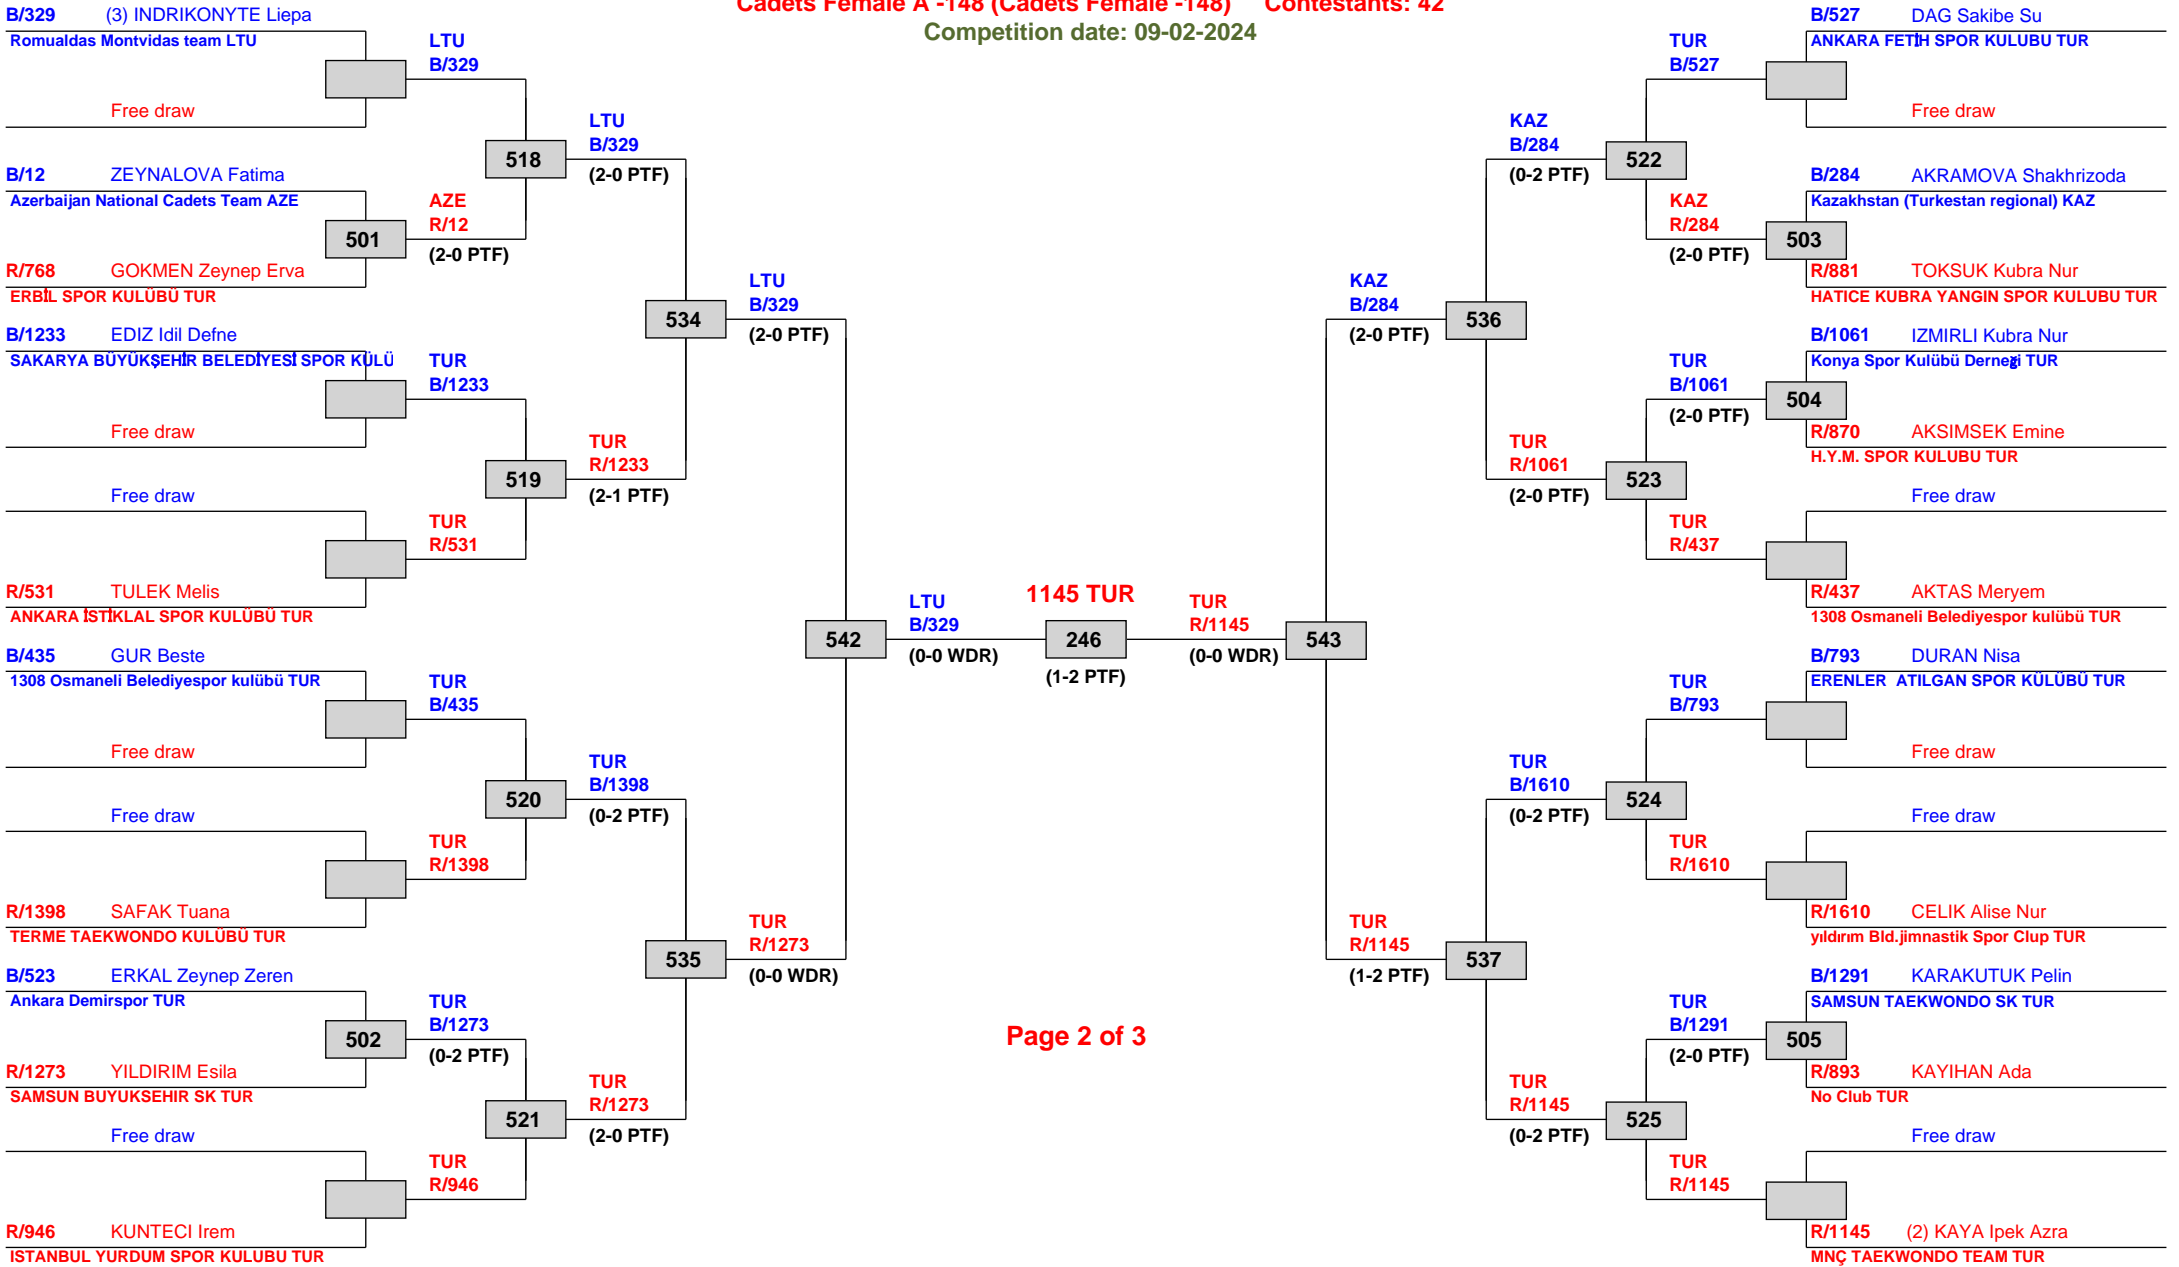 Cadets Female A -148 (Cadets Female -148) Contestants: 42
Competition date: 09-02-2024
B/329 (3) INDRIKONYTE Liepa
Romualdas Montvidas team LTU
Free draw
B/12 ZEYNALOVA Fatima
Azerbaijan National Cadets Team AZE
R/768 GOKMEN Zeynep Erva
ERBİL SPOR KULÜBÜ TUR
B/1233 EDIZ Idil Defne
SAKARYA BÜYÜKŞEHİR BELEDİYESİ SPOR KULÜ
Free draw
Free draw
R/531 TULEK Melis
ANKARA İSTİKLAL SPOR KULÜBÜ TUR
B/435 GUR Beste
1308 Osmaneli Belediyespor kulübü TUR
Free draw
Free draw
R/1398 SAFAK Tuana
TERME TAEKWONDO KULÜBÜ TUR
B/523 ERKAL Zeynep Zeren
Ankara Demirspor TUR
R/1273 YILDIRIM Esila
SAMSUN BUYUKSEHIR SK TUR
Free draw
R/946 KUNTECI Irem
ISTANBUL YURDUM SPOR KULUBU TUR
LTU
B/329
501
AZE
R/12
(2-0 PTF)
TUR
B/1233
TUR
R/531
TUR
B/435
TUR
R/1398
502
TUR
B/1273
(0-2 PTF)
TUR
R/946
518
LTU
B/329
(2-0 PTF)
519
TUR
R/1233
(2-1 PTF)
520
TUR
B/1398
(0-2 PTF)
521
TUR
R/1273
(2-0 PTF)
534
LTU
B/329
(2-0 PTF)
535
TUR
R/1273
(0-0 WDR)
542
LTU
B/329
(0-0 WDR)
1145 TUR
246
(1-2 PTF)
Page 2 of 3
TUR
R/1145
(0-0 WDR)
543
KAZ
B/284
(2-0 PTF)
536
TUR
R/1145
(1-2 PTF)
537
KAZ
B/284
(0-2 PTF)
522
TUR
R/1061
(2-0 PTF)
523
TUR
B/1610
(0-2 PTF)
524
TUR
R/1145
(0-2 PTF)
525
TUR
B/527
KAZ
R/284
(2-0 PTF)
503
TUR
B/1061
(2-0 PTF)
504
TUR
R/437
TUR
B/793
TUR
R/1610
TUR
B/1291
(2-0 PTF)
505
TUR
R/1145
B/527 DAG Sakibe Su
ANKARA FETİH SPOR KULUBU TUR
Free draw
B/284 AKRAMOVA Shakhrizoda
Kazakhstan (Turkestan regional) KAZ
R/881 TOKSUK Kubra Nur
HATICE KUBRA YANGIN SPOR KULUBU TUR
B/1061 IZMIRLI Kubra Nur
Konya Spor Kulübü Derneği TUR
R/870 AKSIMSEK Emine
H.Y.M. SPOR KULUBU TUR
Free draw
R/437 AKTAS Meryem
1308 Osmaneli Belediyespor kulübü TUR
B/793 DURAN Nisa
ERENLER ATILGAN SPOR KÜLÜBÜ TUR
Free draw
Free draw
R/1610 CELIK Alise Nur
yıldırım Bld.jimnastik Spor Clup TUR
B/1291 KARAKUTUK Pelin
SAMSUN TAEKWONDO SK TUR
R/893 KAYIHAN Ada
No Club TUR
Free draw
R/1145 (2) KAYA Ipek Azra
MNÇ TAEKWONDO TEAM TUR